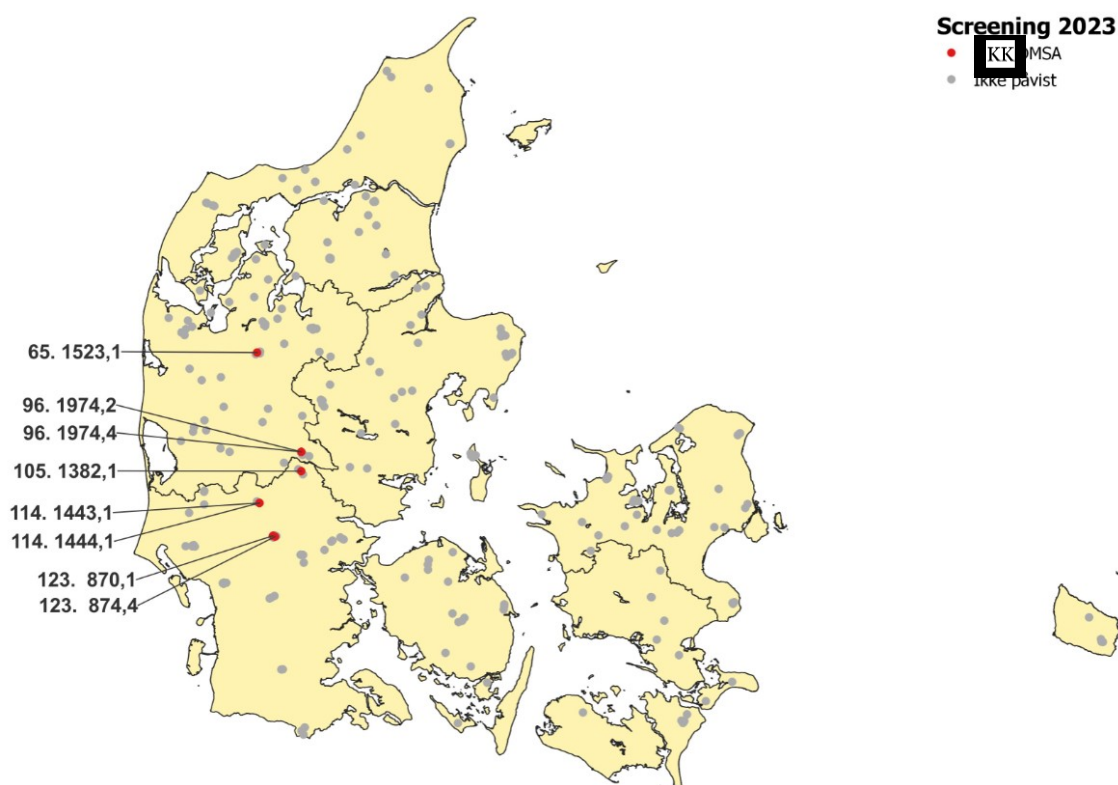 Screening 2023
KK DMSA
Ikke påvist
65. 1523,1
96. 1974,2
96. 1974,4
105. 1382,1
114. 1443,1
114. 1444,1
123. 870,1
123. 874,4